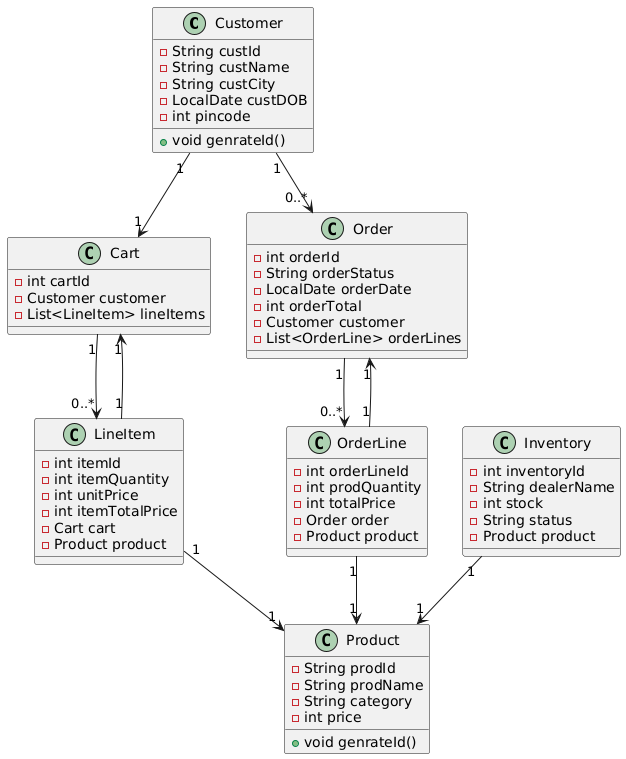 C Customer
String custId
String custName
String custCity
LocalDate custDOB
int pincode
void genrateId()
1
1
1
0..*
C Cart
int cartId
Customer customer
List<LineItem> lineItems
C Order
int orderId
String orderStatus
LocalDate orderDate
int orderTotal
Customer customer
List<OrderLine> orderLines
1
1
0..*
1
1
1
0..*
1
C LineItem
int itemId
int itemQuantity
int unitPrice
int itemTotalPrice
Cart cart
Product product
C OrderLine
int orderLineId
int prodQuantity
int totalPrice
Order order
Product product
C Inventory
int inventoryId
String dealerName
int stock
String status
Product product
1
1
1
1
1
1
C Product
String prodId
String prodName
String category
int price
void genrateId()